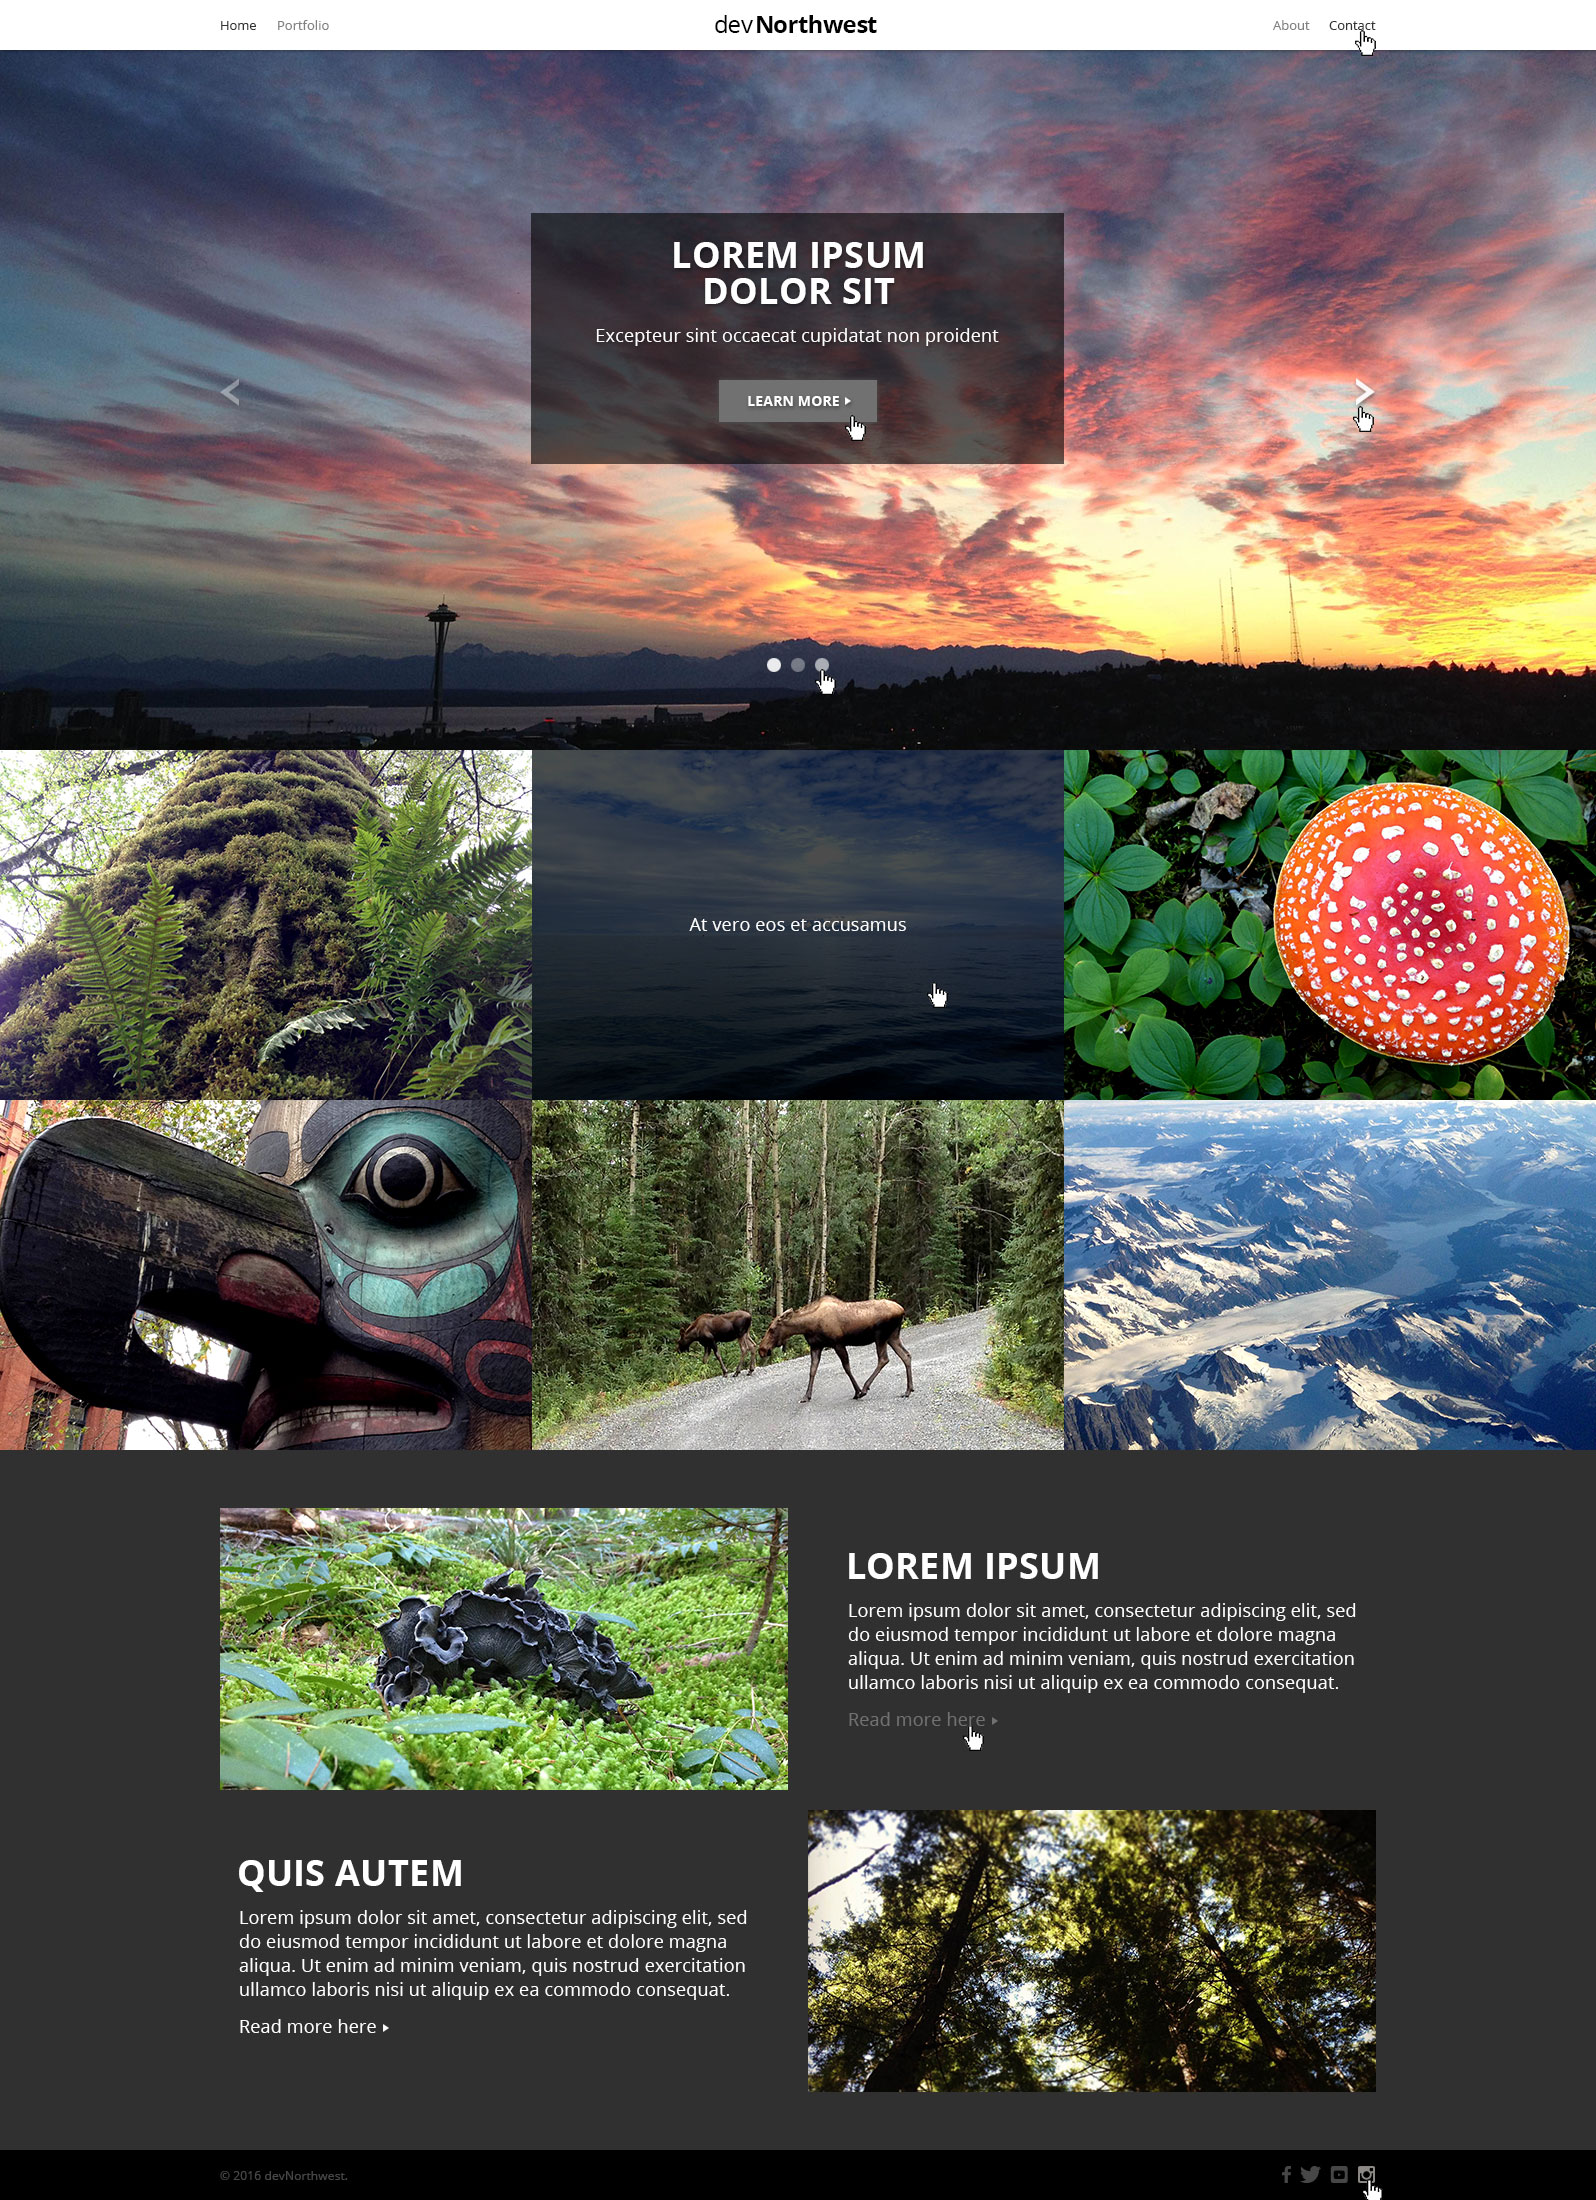 Home Portfolio devNorthwest About Contact
LOREM IPSUM
DOLOR SIT
Excepteur sint occaecat cupidatat non proident
LEARN MORE
At vero eos et accusamus
LOREM IPSUM
Lorem ipsum dolor sit amet, consectetur adipiscing elit, sed
do eiusmod tempor incididunt ut labore et dolore magna
aliqua. Ut enim ad minim veniam, quis nostrud exercitation
ullamco laboris nisi ut aliquip ex ea commodo consequat.
Read more here
QUIS AUTEM
Lorem ipsum dolor sit amet, consectetur adipiscing elit, sed
do eiusmod tempor incididunt ut labore et dolore magna
aliqua. Ut enim ad minim veniam, quis nostrud exercitation
ullamco laboris nisi ut aliquip ex ea commodo consequat.
Read more here
© 2016 devNorthwest.